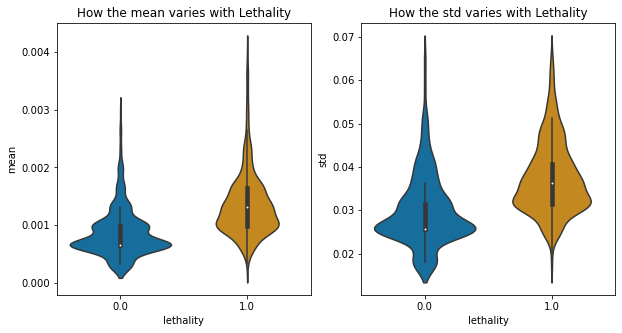 How the mean varies with Lethality
0.004
0.003
0.002
0.001
0.000
mean
0.0
1.0
lethality
How the std varies with Lethality
0.07
0.06
0.05
0.04
0.03
0.02
std
0.0
1.0
lethality